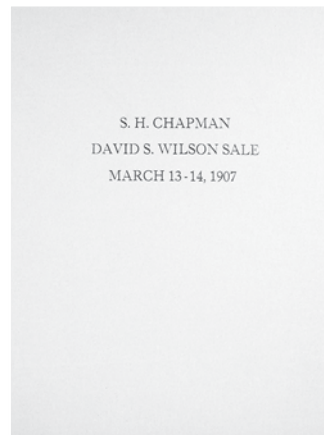 S. H. CHAPMAN
DAVID S. WILSON SALE
MARCH 13-14, 1907